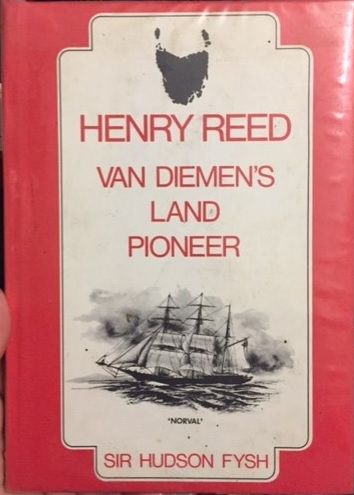 HENRY REED
VAN DIEMEN'S
LAND
PIONEER
'NORVAL'
SIR HUDSON FYSH